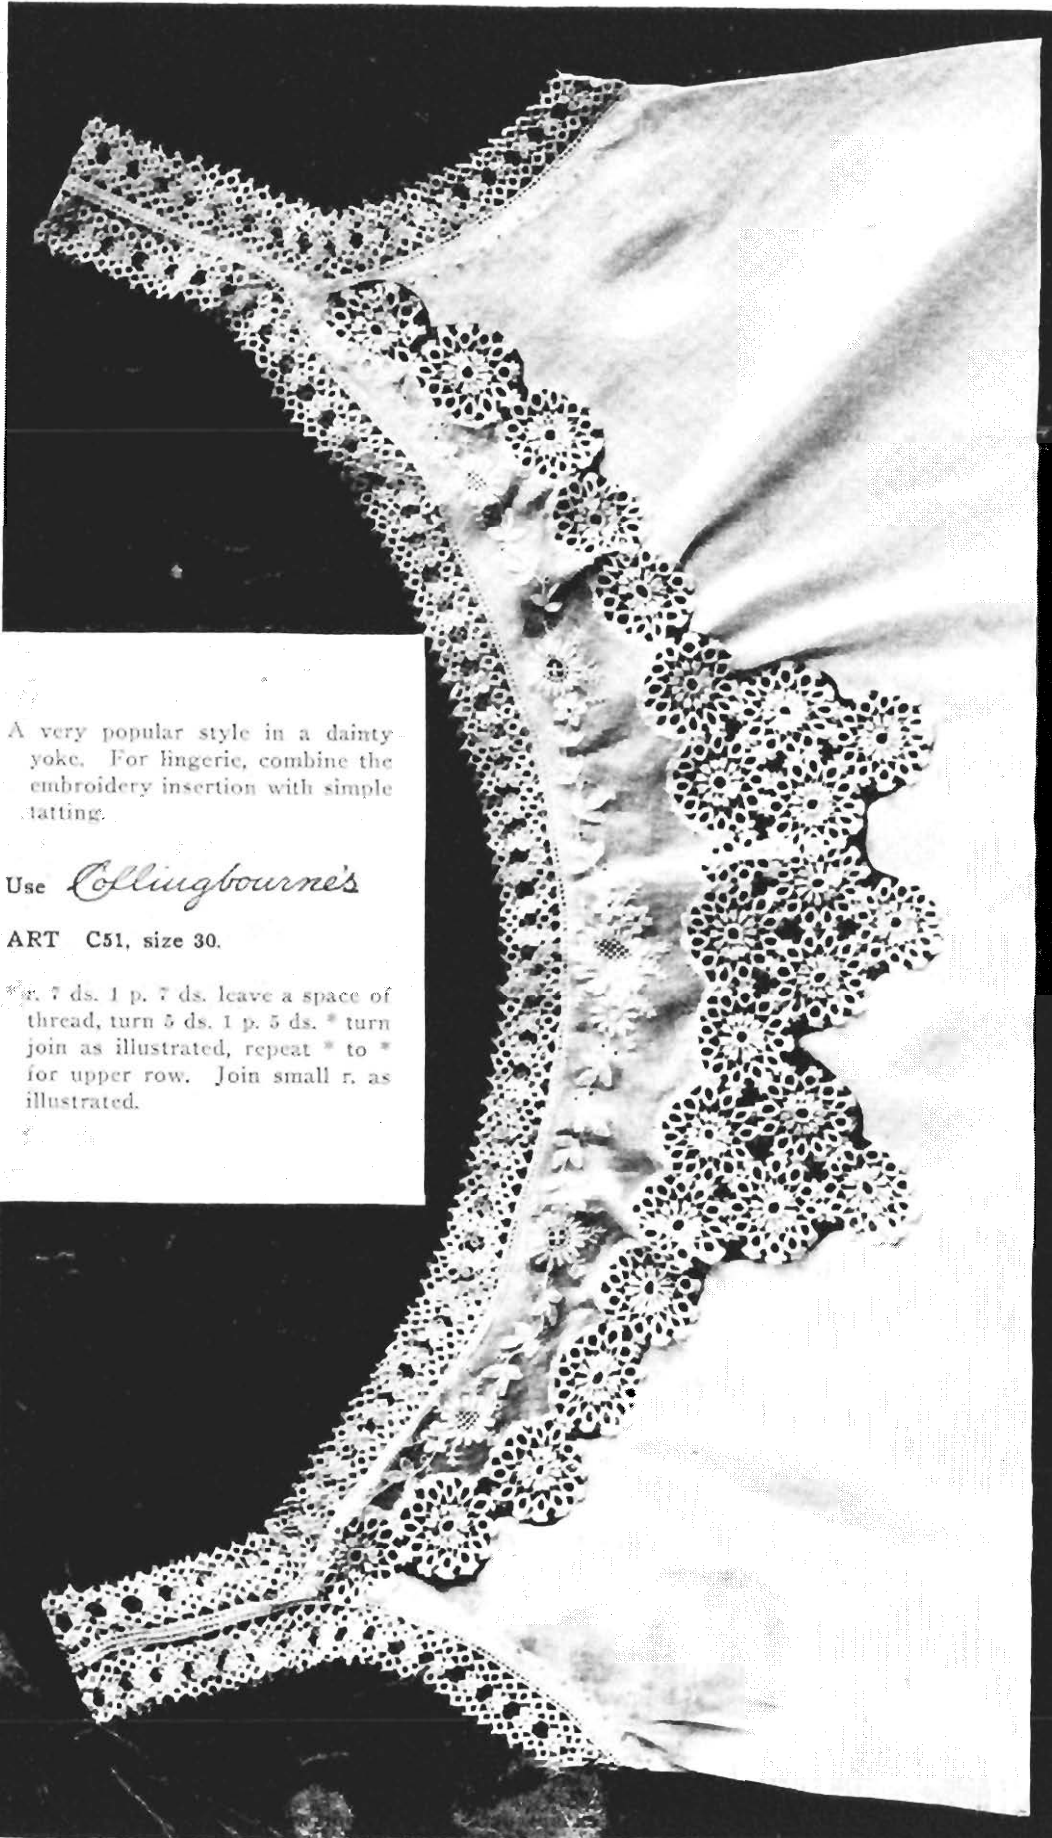 A very popular style in a dainty
yoke. For lingerie, combine the
embroidery insertion with simple
tatting.
Use Collingbourne's
ART C51, size 30.
*r. 7 ds. 1 p. 7 ds. leave a space of
thread, turn 5 ds. 1 p. 5 ds. * turn
join as illustrated, repeat * to *
for upper row. Join small r. as
illustrated.